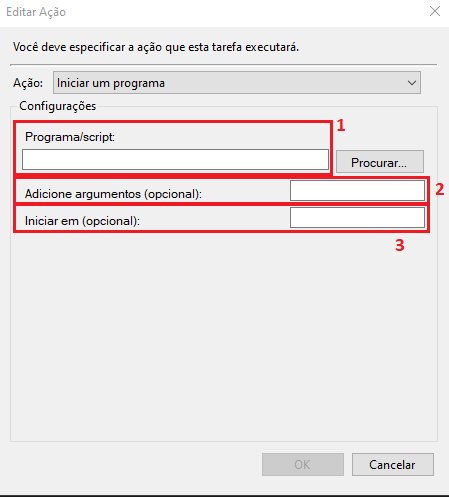 Editar Ação
Você deve especificar a ação que esta tarefa executará.
Ação: Iniciar um programa
Configurações
1
Programa/script:
Procurar...
Adicione argumentos (opcional):
2
Iniciar em (opcional):
3
OK Cancelar